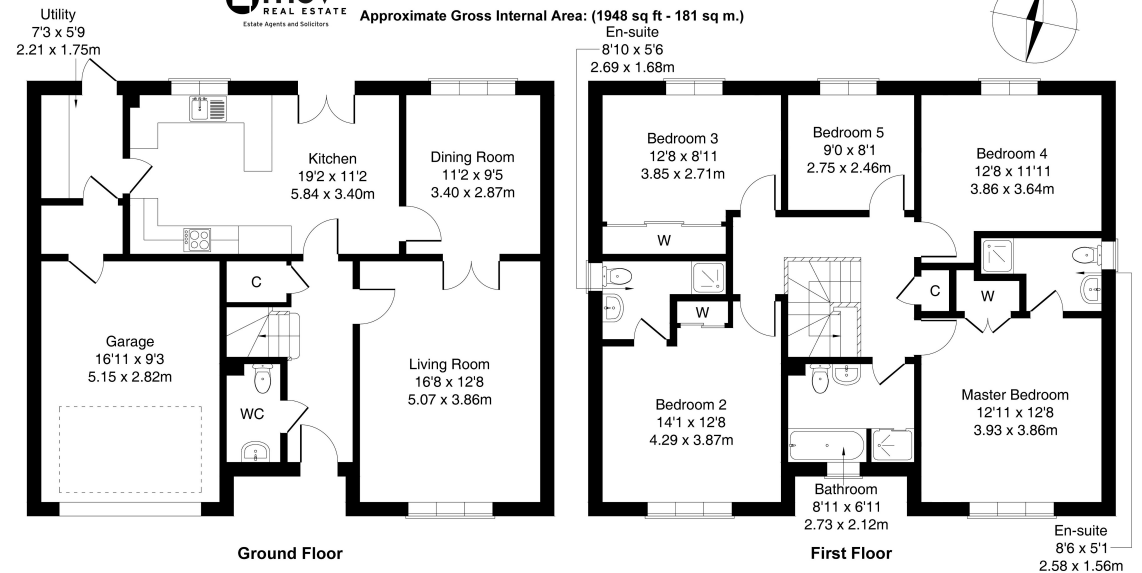 REAL ESTATE
Estate Agents and Solicitors
Approximate Gross Internal Area: (1948 sq ft - 181 sq m.)
Utility
7'3 x 5'9
2.21 x 1.75m
Kitchen
19'2 x 11'2
5.84 x 3.40m
Dining Room
11'2 x 9'5
3.40 x 2.87m
C
Garage
16'11 x 9'3
5.15 x 2.82m
WC
Living Room
16'8 x 12'8
5.07 x 3.86m
Ground Floor
En-suite
8'10 x 5'6
2.69 x 1.68m
Bedroom 3
12'8 x 8'11
3.85 x 2.71m
Bedroom 5
9'0 x 8'1
2.75 x 2.46m
Bedroom 4
12'8 x 11'11
3.86 x 3.64m
W
W
C
W
Bedroom 2
14'1 x 12'8
4.29 x 3.87m
Master Bedroom
12'11 x 12'8
3.93 x 3.86m
Bathroom
8'11 x 6'11
2.73 x 2.12m
En-suite
8'6 x 5'1
2.58 x 1.56m
First Floor